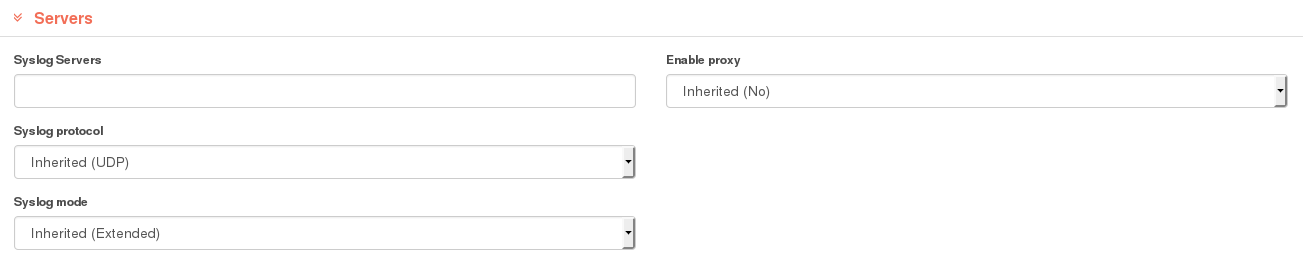 Servers
Syslog Servers
Enable proxy
Inherited (No)
Syslog protocol
Inherited (UDP)
Syslog mode
Inherited (Extended)